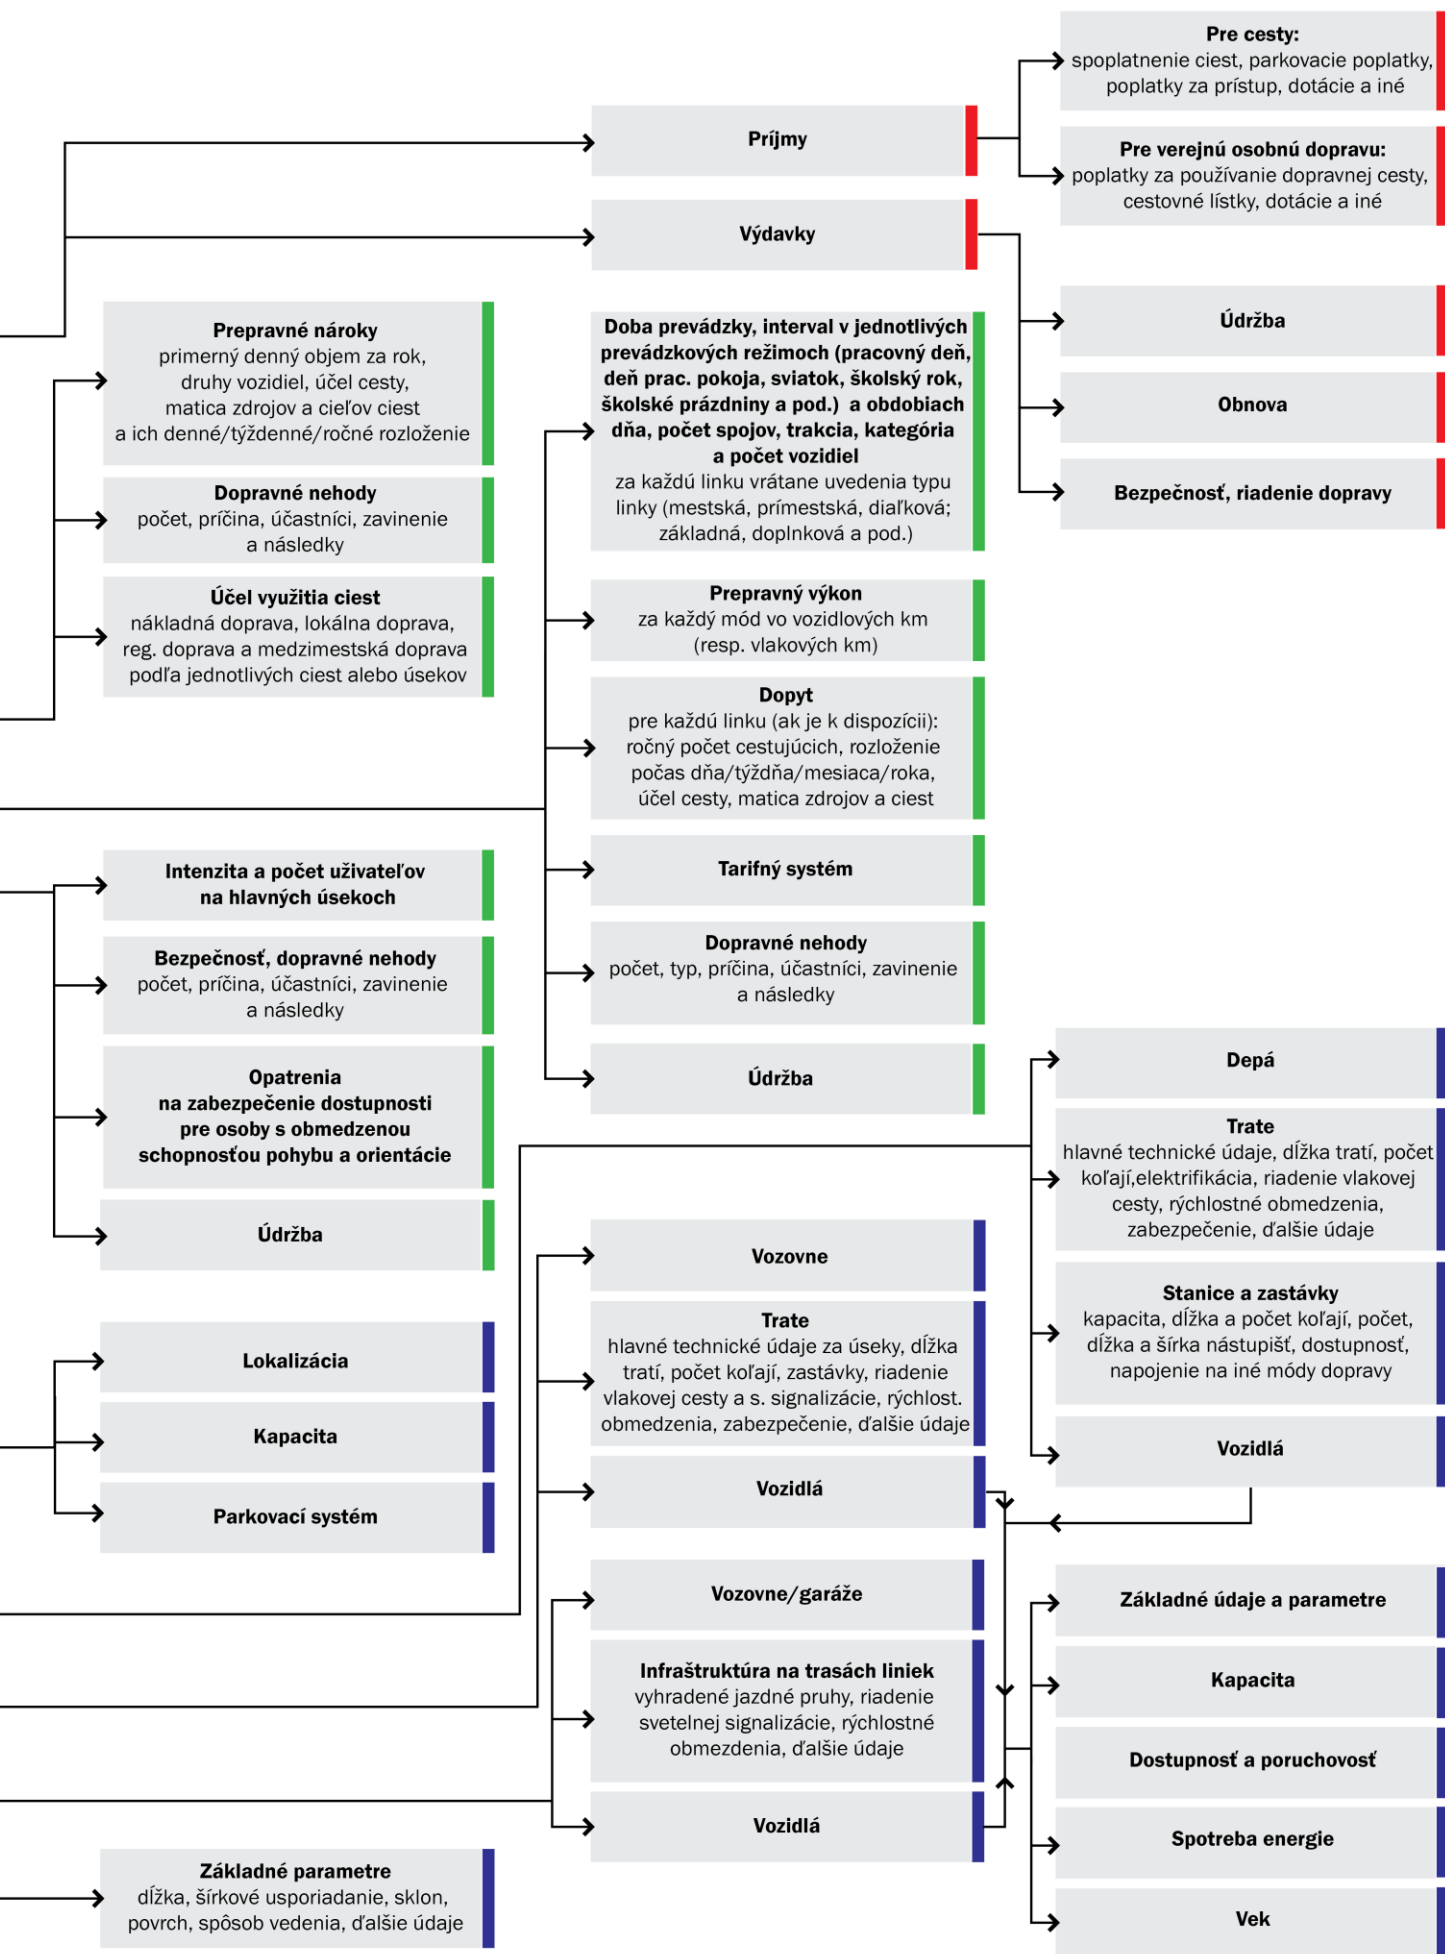 Pre cesty:
spoplatnenie ciest, parkovacie poplatky,
poplatky za prístup, dotácie a iné
Príjmy
Pre verejnú osobnú dopravu:
poplatky za používanie dopravnej cesty,
cestovné lístky, dotácie a iné
Výdavky
Údržba
Obnova
Bezpečnosť, riadenie dopravy
Prepravné nároky
primerný denný objem za rok,
druhy vozidiel, účel cesty,
matica zdrojov a cieľov ciest
a ich denné/týždenné/ročné rozloženie
Dopravné nehody
počet, príčina, účastníci, zavinenie
a následky
Účel využitia ciest
nákladná doprava, lokálna doprava,
reg. doprava a medzimestská doprava
podľa jednotlivých ciest alebo úsekov
Doba prevádzky, interval v jednotlivých
prevádzkových režimoch (pracovný deň,
deň prac. pokoja, sviatok, školský rok,
školské prázdniny a pod.) a obdobiach
dňa, počet spojov, trakcia, kategória
a počet vozidiel
za každú linku vrátane uvedenia typu
linky (mestská, prímestská, diaľková;
základná, doplnková a pod.)
Prepravný výkon
za každý mód vo vozidlových km
(resp. vlakových km)
Dopyt
pre každú linku (ak je k dispozícii):
ročný počet cestujúcich, rozloženie
počas dňa/týždňa/mesiaca/roka,
účel cesty, matica zdrojov a ciest
Tarifný systém
Dopravné nehody
počet, typ, príčina, účastníci, zavinenie
a následky
Údržba
Intenzita a počet uživateľov
na hlavných úsekoch
Bezpečnosť, dopravné nehody
počet, príčina, účastníci, zavinenie
a následky
Opatrenia
na zabezpečenie dostupnosti
pre osoby s obmedzenou
schopnosťou pohybu a orientácie
Údržba
Depá
Trate
hlavné technické údaje, dĺžka tratí, počet
koľají,elektrifikácia, riadenie vlakovej
cesty, rýchlostné obmedzenia,
zabezpečenie, ďalšie údaje
Stanice a zastávky
kapacita, dĺžka a počet koľají, počet,
dĺžka a šírka nástupíšť, dostupnosť,
napojenie na iné módy dopravy
Vozidlá
Vozovne
Trate
hlavné technické údaje za úseky, dĺžka
tratí, počet koľají, zastávky, riadenie
vlakovej cesty a s. signalizácie, rýchlost.
obmedzenia, zabezpečenie, ďalšie údaje
Vozidlá
Lokalizácia
Kapacita
Parkovací systém
Vozovne/garáže
Infraštruktúra na trasách liniek
vyhradené jazdné pruhy, riadenie
svetelnej signalizácie, rýchlostné
obmezdenia, ďalšie údaje
Vozidlá
Základné údaje a parametre
Kapacita
Dostupnosť a poruchovosť
Spotreba energie
Vek
Základné parametre
dĺžka, šírkové usporiadanie, sklon,
povrch, spôsob vedenia, ďalšie údaje